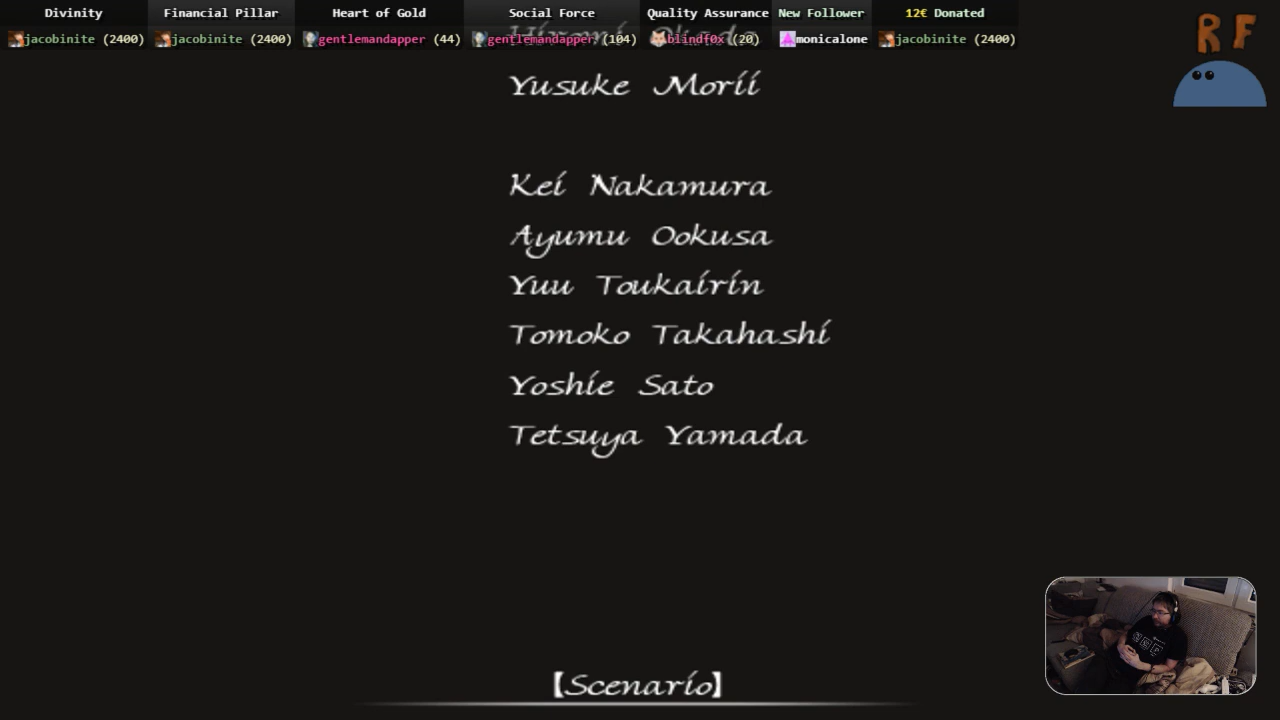 Divinity Financial Pillar Heart of Gold Social Force Quality Assurance New Follower 12€ Donated
jacobinite (2400) jacobinite (2400) gentlemandapper (44) gentlemandapper (104) blindf0x (20) monicalone jacobinite (2400)
RF
Yusuke Morii
Kei Nakamura
Ayumu Ookusa
Yuu Toukairin
Tomoko Takahashi
Yoshie Sato
Tetsuya Yamada
【Scenario】